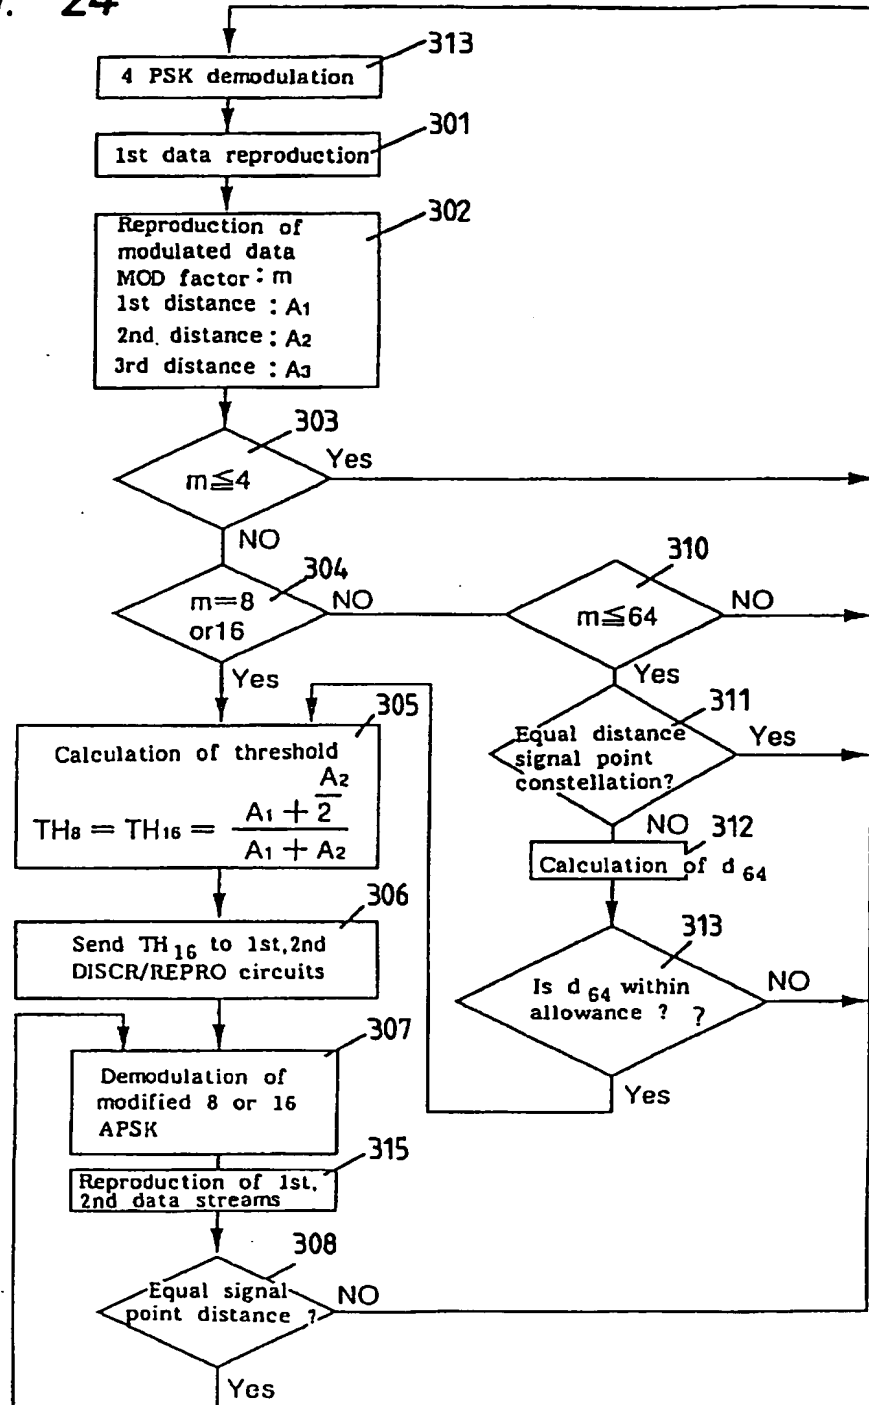 24
313
4 PSK demodulation
301
1st data reproduction
302
Reproduction of
modulated data
MOD factor : m
1st distance : A1
2nd. distance : A2
3rd distance : A3
303
m≦4
Yes
NO
304
m=8
or16
NO
Yes
310
m≦64
NO
Yes
311
Equal distance
signal point
constellation?
Yes
NO
305
Calculation of threshold
TH8 = TH16 = (A1 + A2/2) / (A1 + A2)
312
Calculation of d 64
306
Send TH16 to 1st,2nd
DISCR/REPRO circuits
313
Is d 64 within
allowance ? ?
NO
Yes
307
Demodulation of
modified 8 or 16
APSK
315
Reproduction of 1st,
2nd data streams
308
Equal signal
point distance ?
NO
Yes